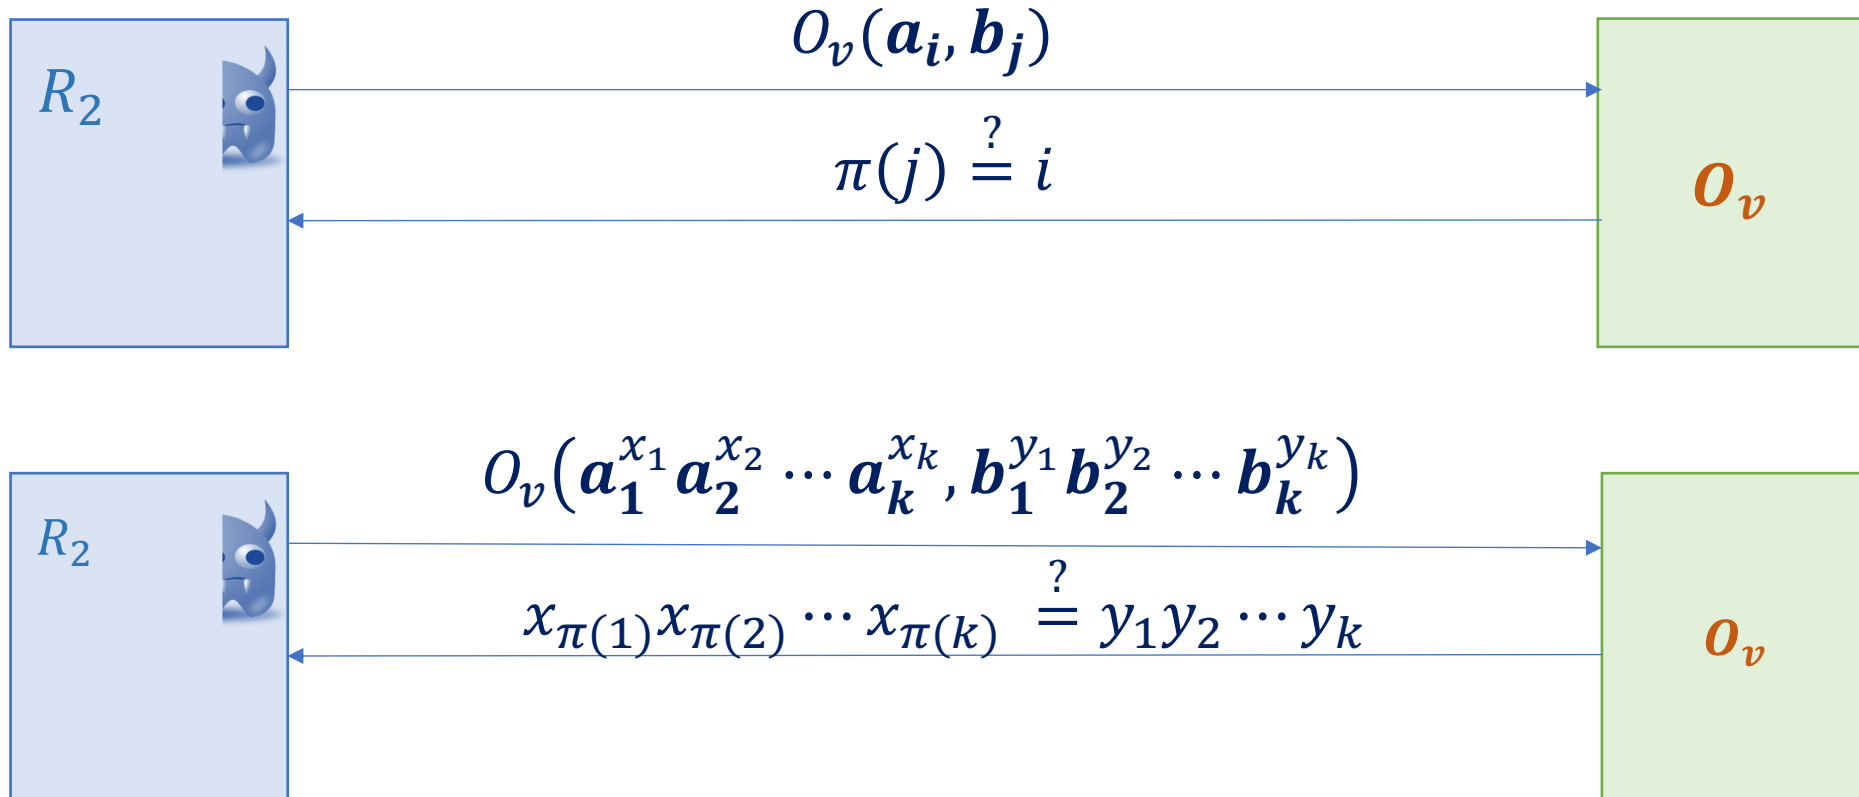 O_v(a_i, b_j)
R_2
π(j) ≟ i
O_v
O_v(a_1^{x_1} a_2^{x_2} ⋯ a_k^{x_k}, b_1^{y_1} b_2^{y_2} ⋯ b_k^{y_k})
R_2
x_{π(1)} x_{π(2)} ⋯ x_{π(k)} ≟ y_1 y_2 ⋯ y_k
O_v